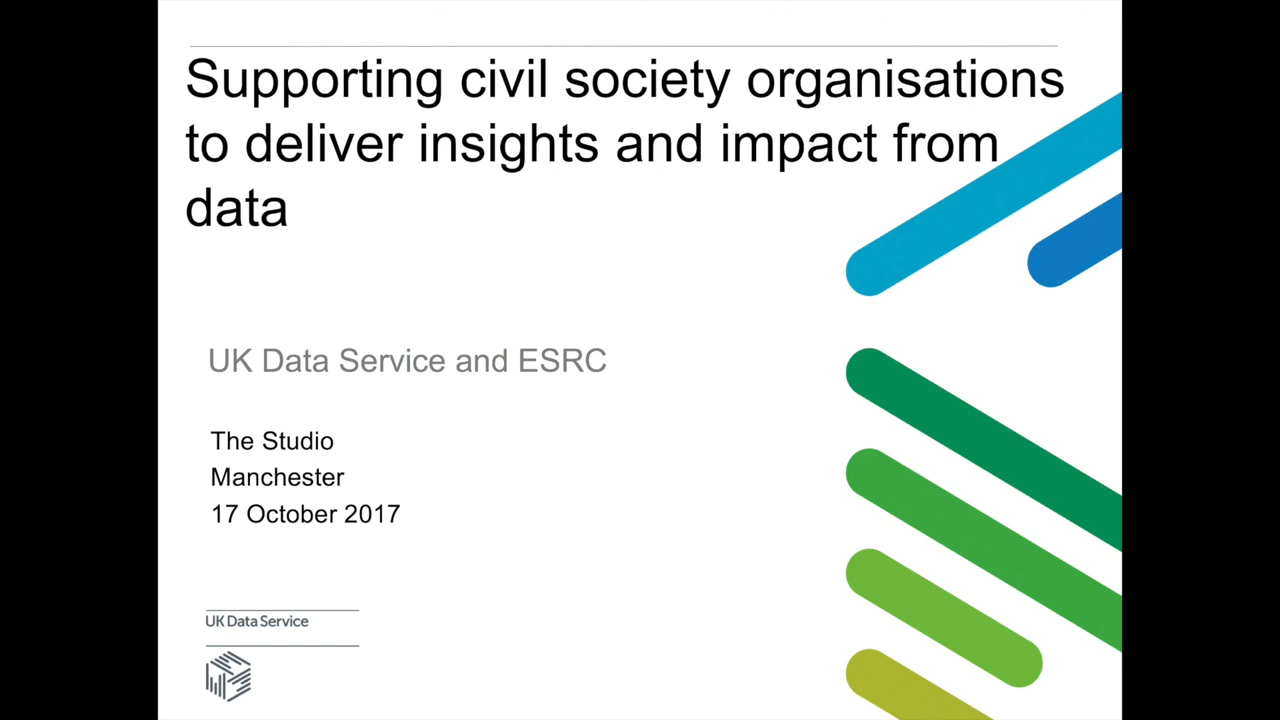 Supporting civil society organisations
to deliver insights and impact from
data
UK Data Service and ESRC
The Studio
Manchester
17 October 2017
UK Data Service